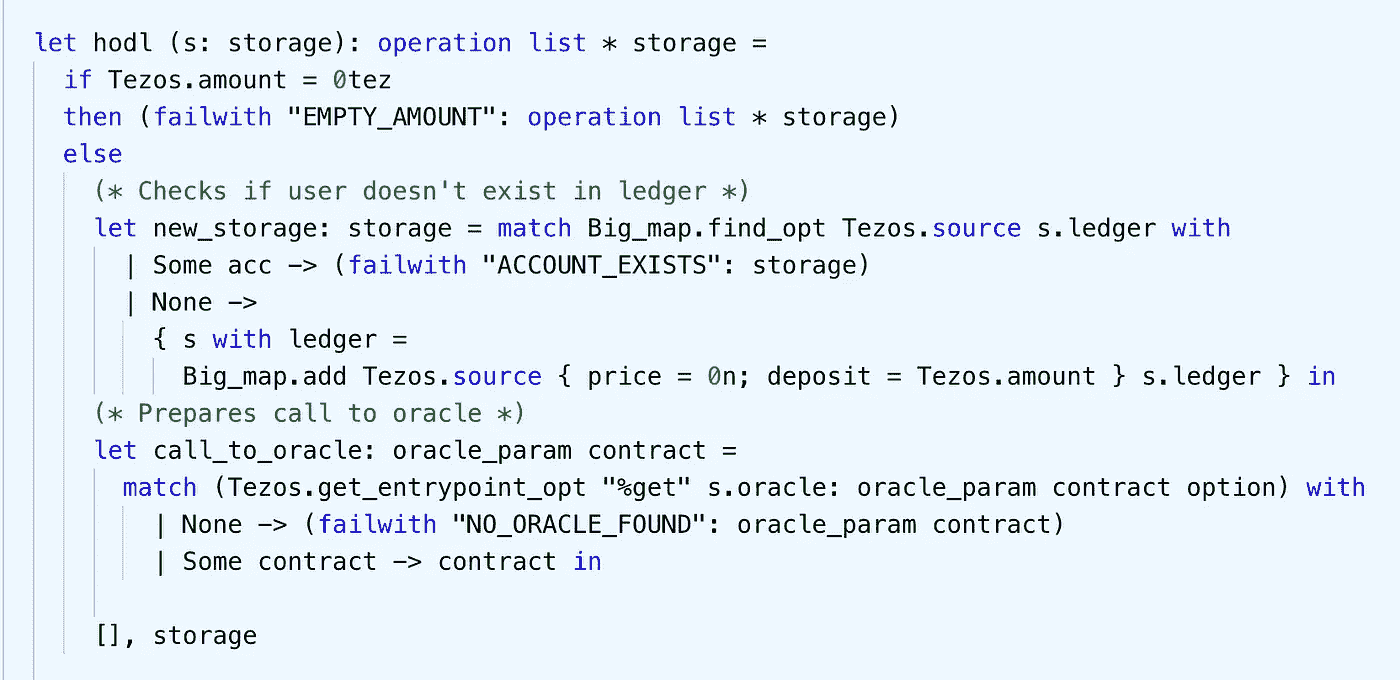 let hodl (s: storage): operation list * storage =
  if Tezos.amount = 0tez
  then (failwith "EMPTY_AMOUNT": operation list * storage)
  else
    (* Checks if user doesn't exist in ledger *)
    let new_storage: storage = match Big_map.find_opt Tezos.source s.ledger with
      | Some acc -> (failwith "ACCOUNT_EXISTS": storage)
      | None ->
        { s with ledger =
          Big_map.add Tezos.source { price = 0n; deposit = Tezos.amount } s.ledger } in
    (* Prepares call to oracle *)
    let call_to_oracle: oracle_param contract =
      match (Tezos.get_entrypoint_opt "%get" s.oracle: oracle_param contract option) with
        | None -> (failwith "NO_ORACLE_FOUND": oracle_param contract)
        | Some contract -> contract in
    [], storage